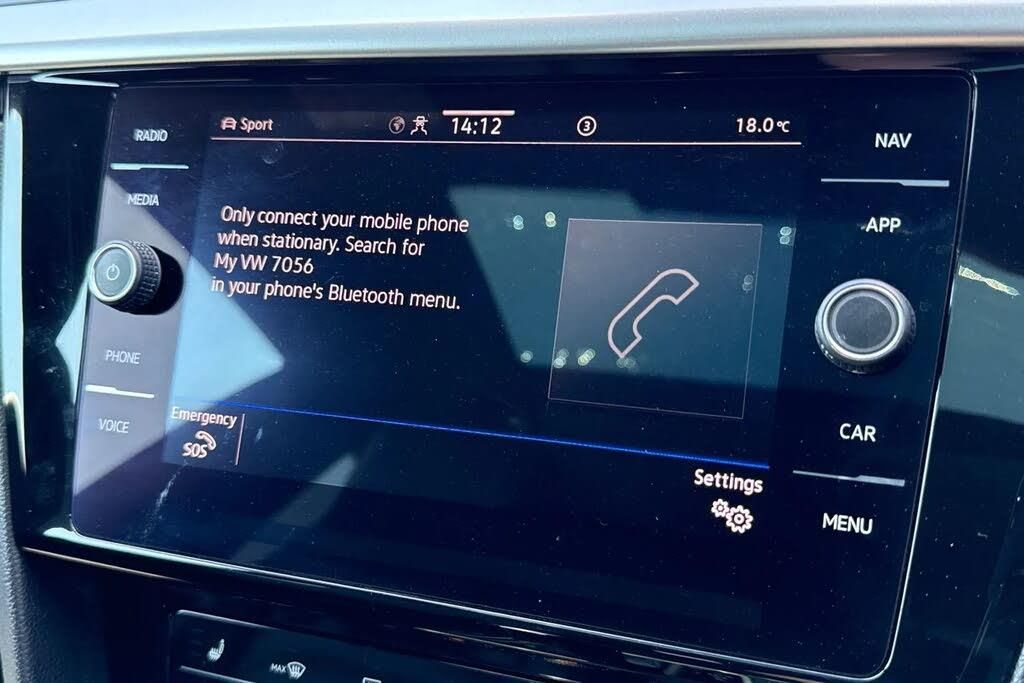 RADIO
MEDIA
PHONE
VOICE
Sport
14:12
3
18.0°C
Only connect your mobile phone
when stationary. Search for
My VW 7056
in your phone's Bluetooth menu.
Emergency
SOS
Settings
NAV
APP
CAR
MENU
MAX